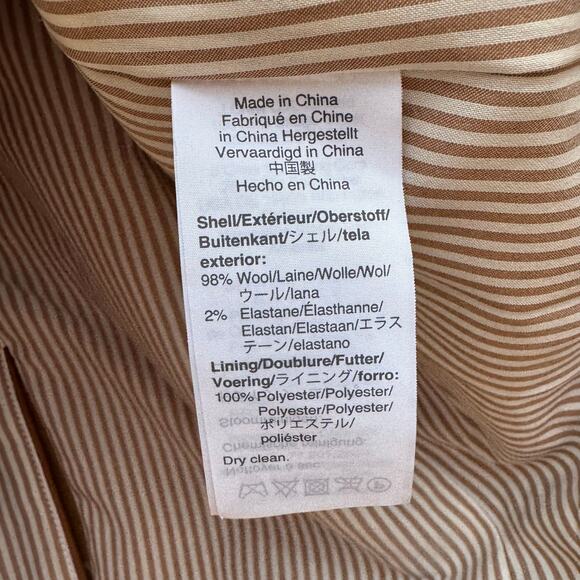 Made in China
Fabriqué en Chine
in China Hergestellt
Vervaardigd in China
中国製
Hecho en China
Shell/Extérieur/Oberstoff/
Buitenkant/シェル/tela
exterior:
98% Wool/Laine/Wolle/Wol/
ウール/lana
2% Elastane/Élasthanne/
Elastan/Elastaan/エラス
テーン/elastano
Lining/Doublure/Futter/
Voering/ライニング/forro:
100% Polyester/Polyester/
Polyester/Polyester/
ポリエステル/
poliéster
Dry clean.